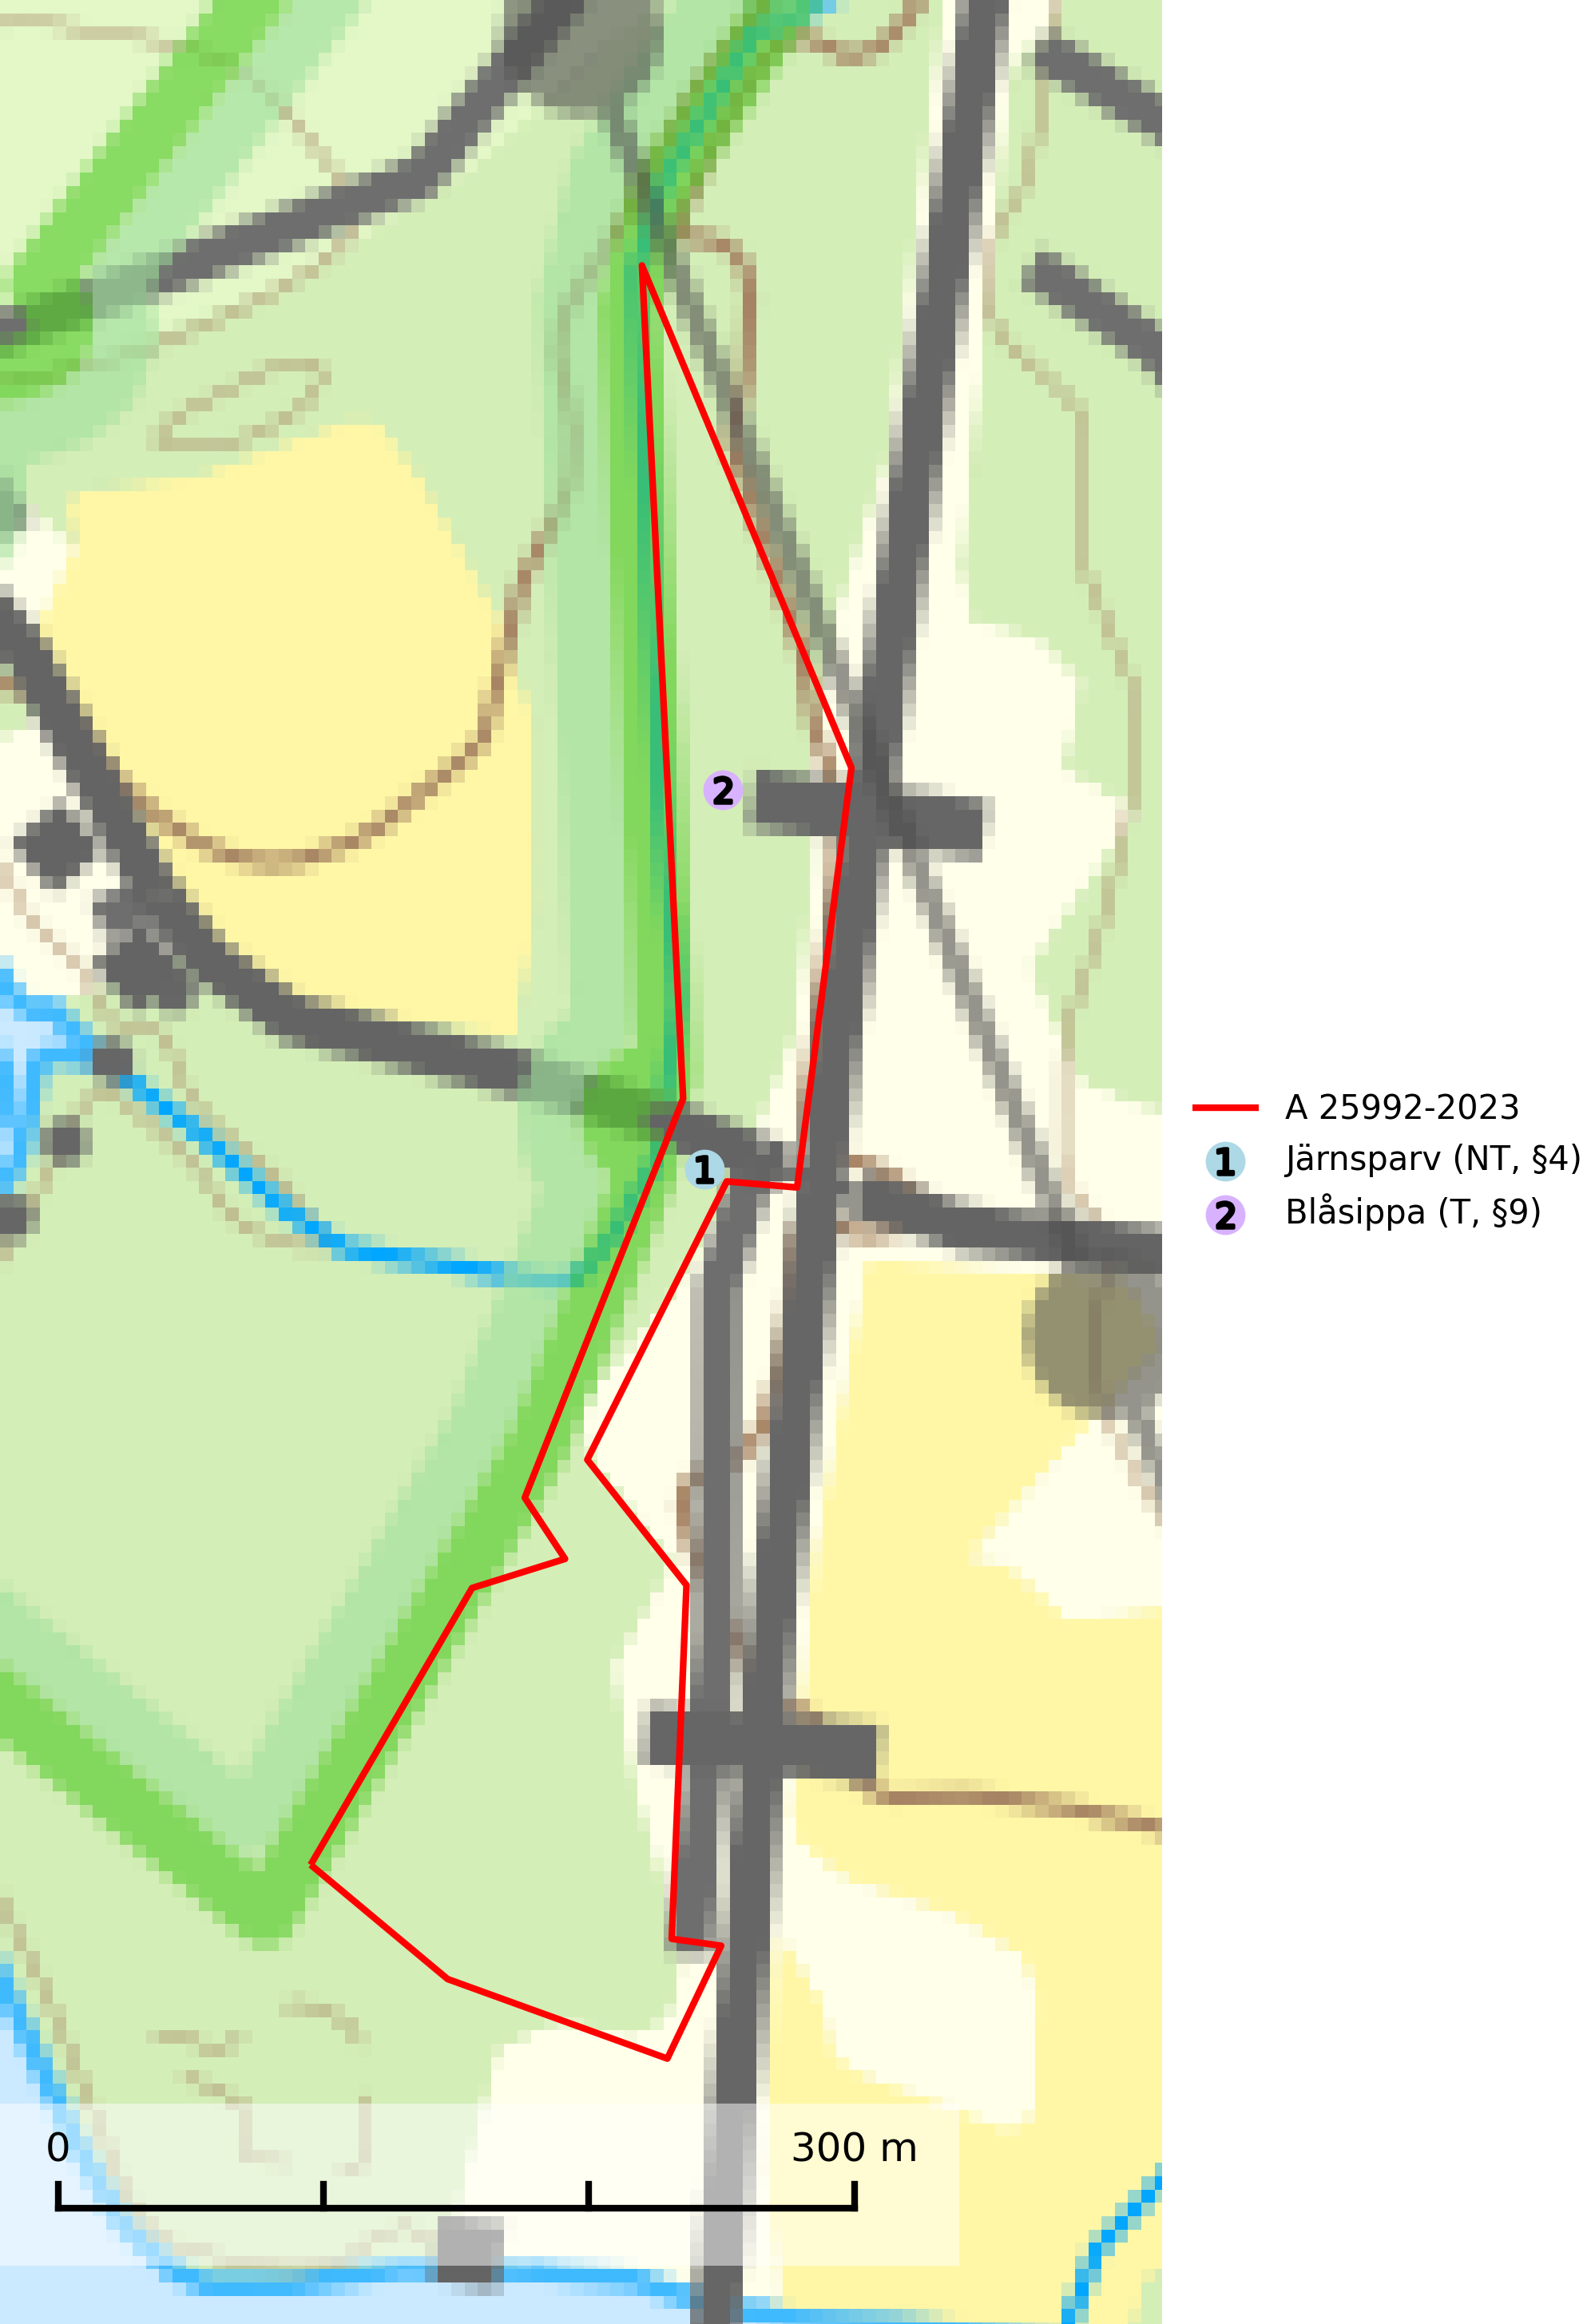 2
1
A 25992-2023
1 Järnsparv (NT, §4)
2 Blåsippa (T, §9)
0 300 m